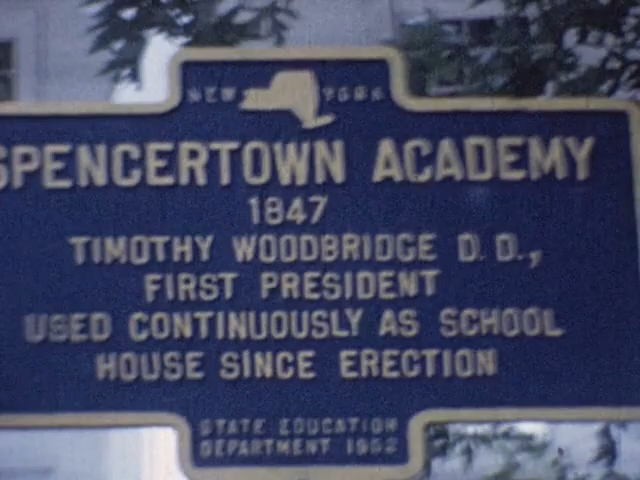 NEW YORK
SPENCERTOWN ACADEMY
1847
TIMOTHY WOODBRIDGE D. D.,
FIRST PRESIDENT
USED CONTINUOUSLY AS SCHOOL
HOUSE SINCE ERECTION
STATE EDUCATION
DEPARTMENT